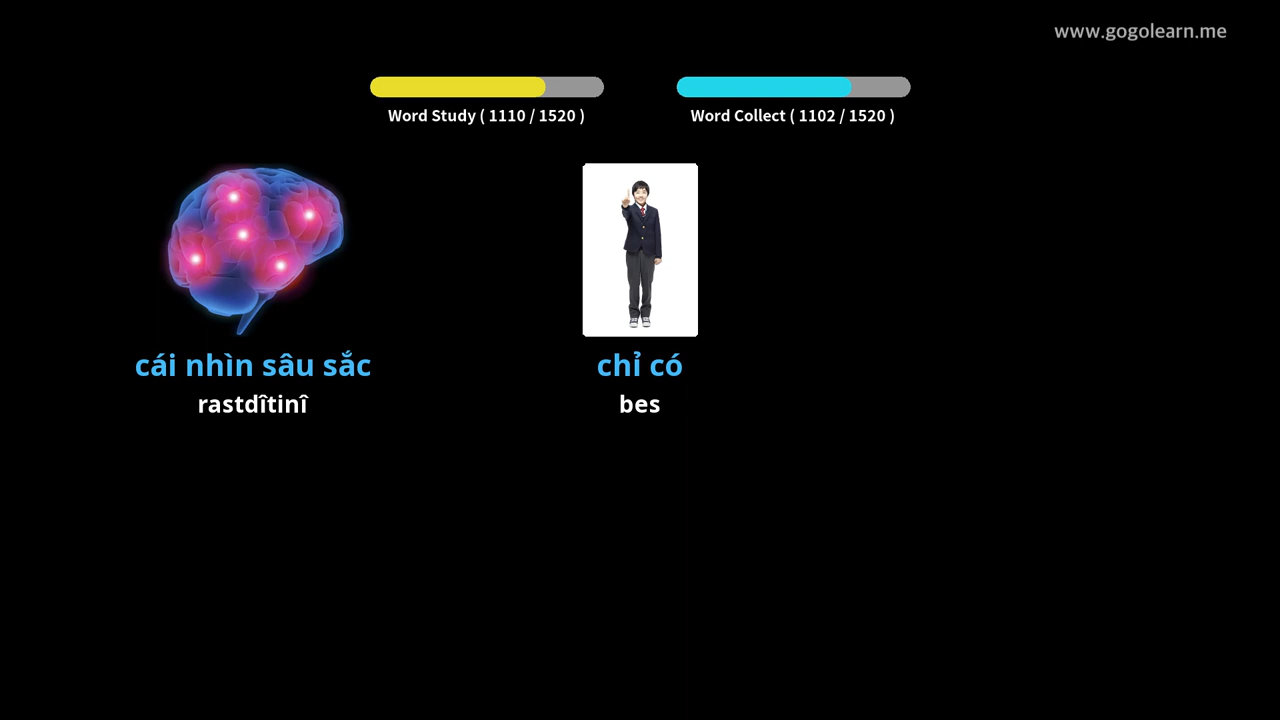 www.gogolearn.me
Word Study ( 1110 / 1520 )
Word Collect ( 1102 / 1520 )
cái nhìn sâu sắc
rastdîtinî
chỉ có
bes